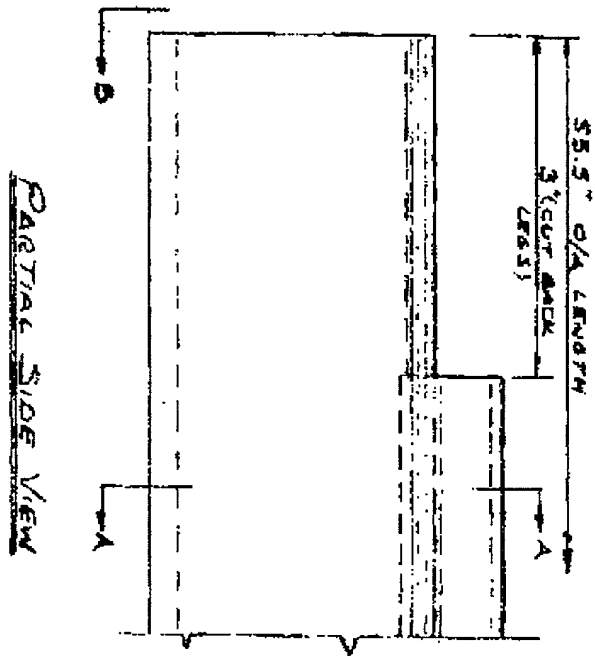 55.5" O/A LENGTH
3" (CUT BACK
LEGS)
B
A
A
PARTIAL SIDE VIEW